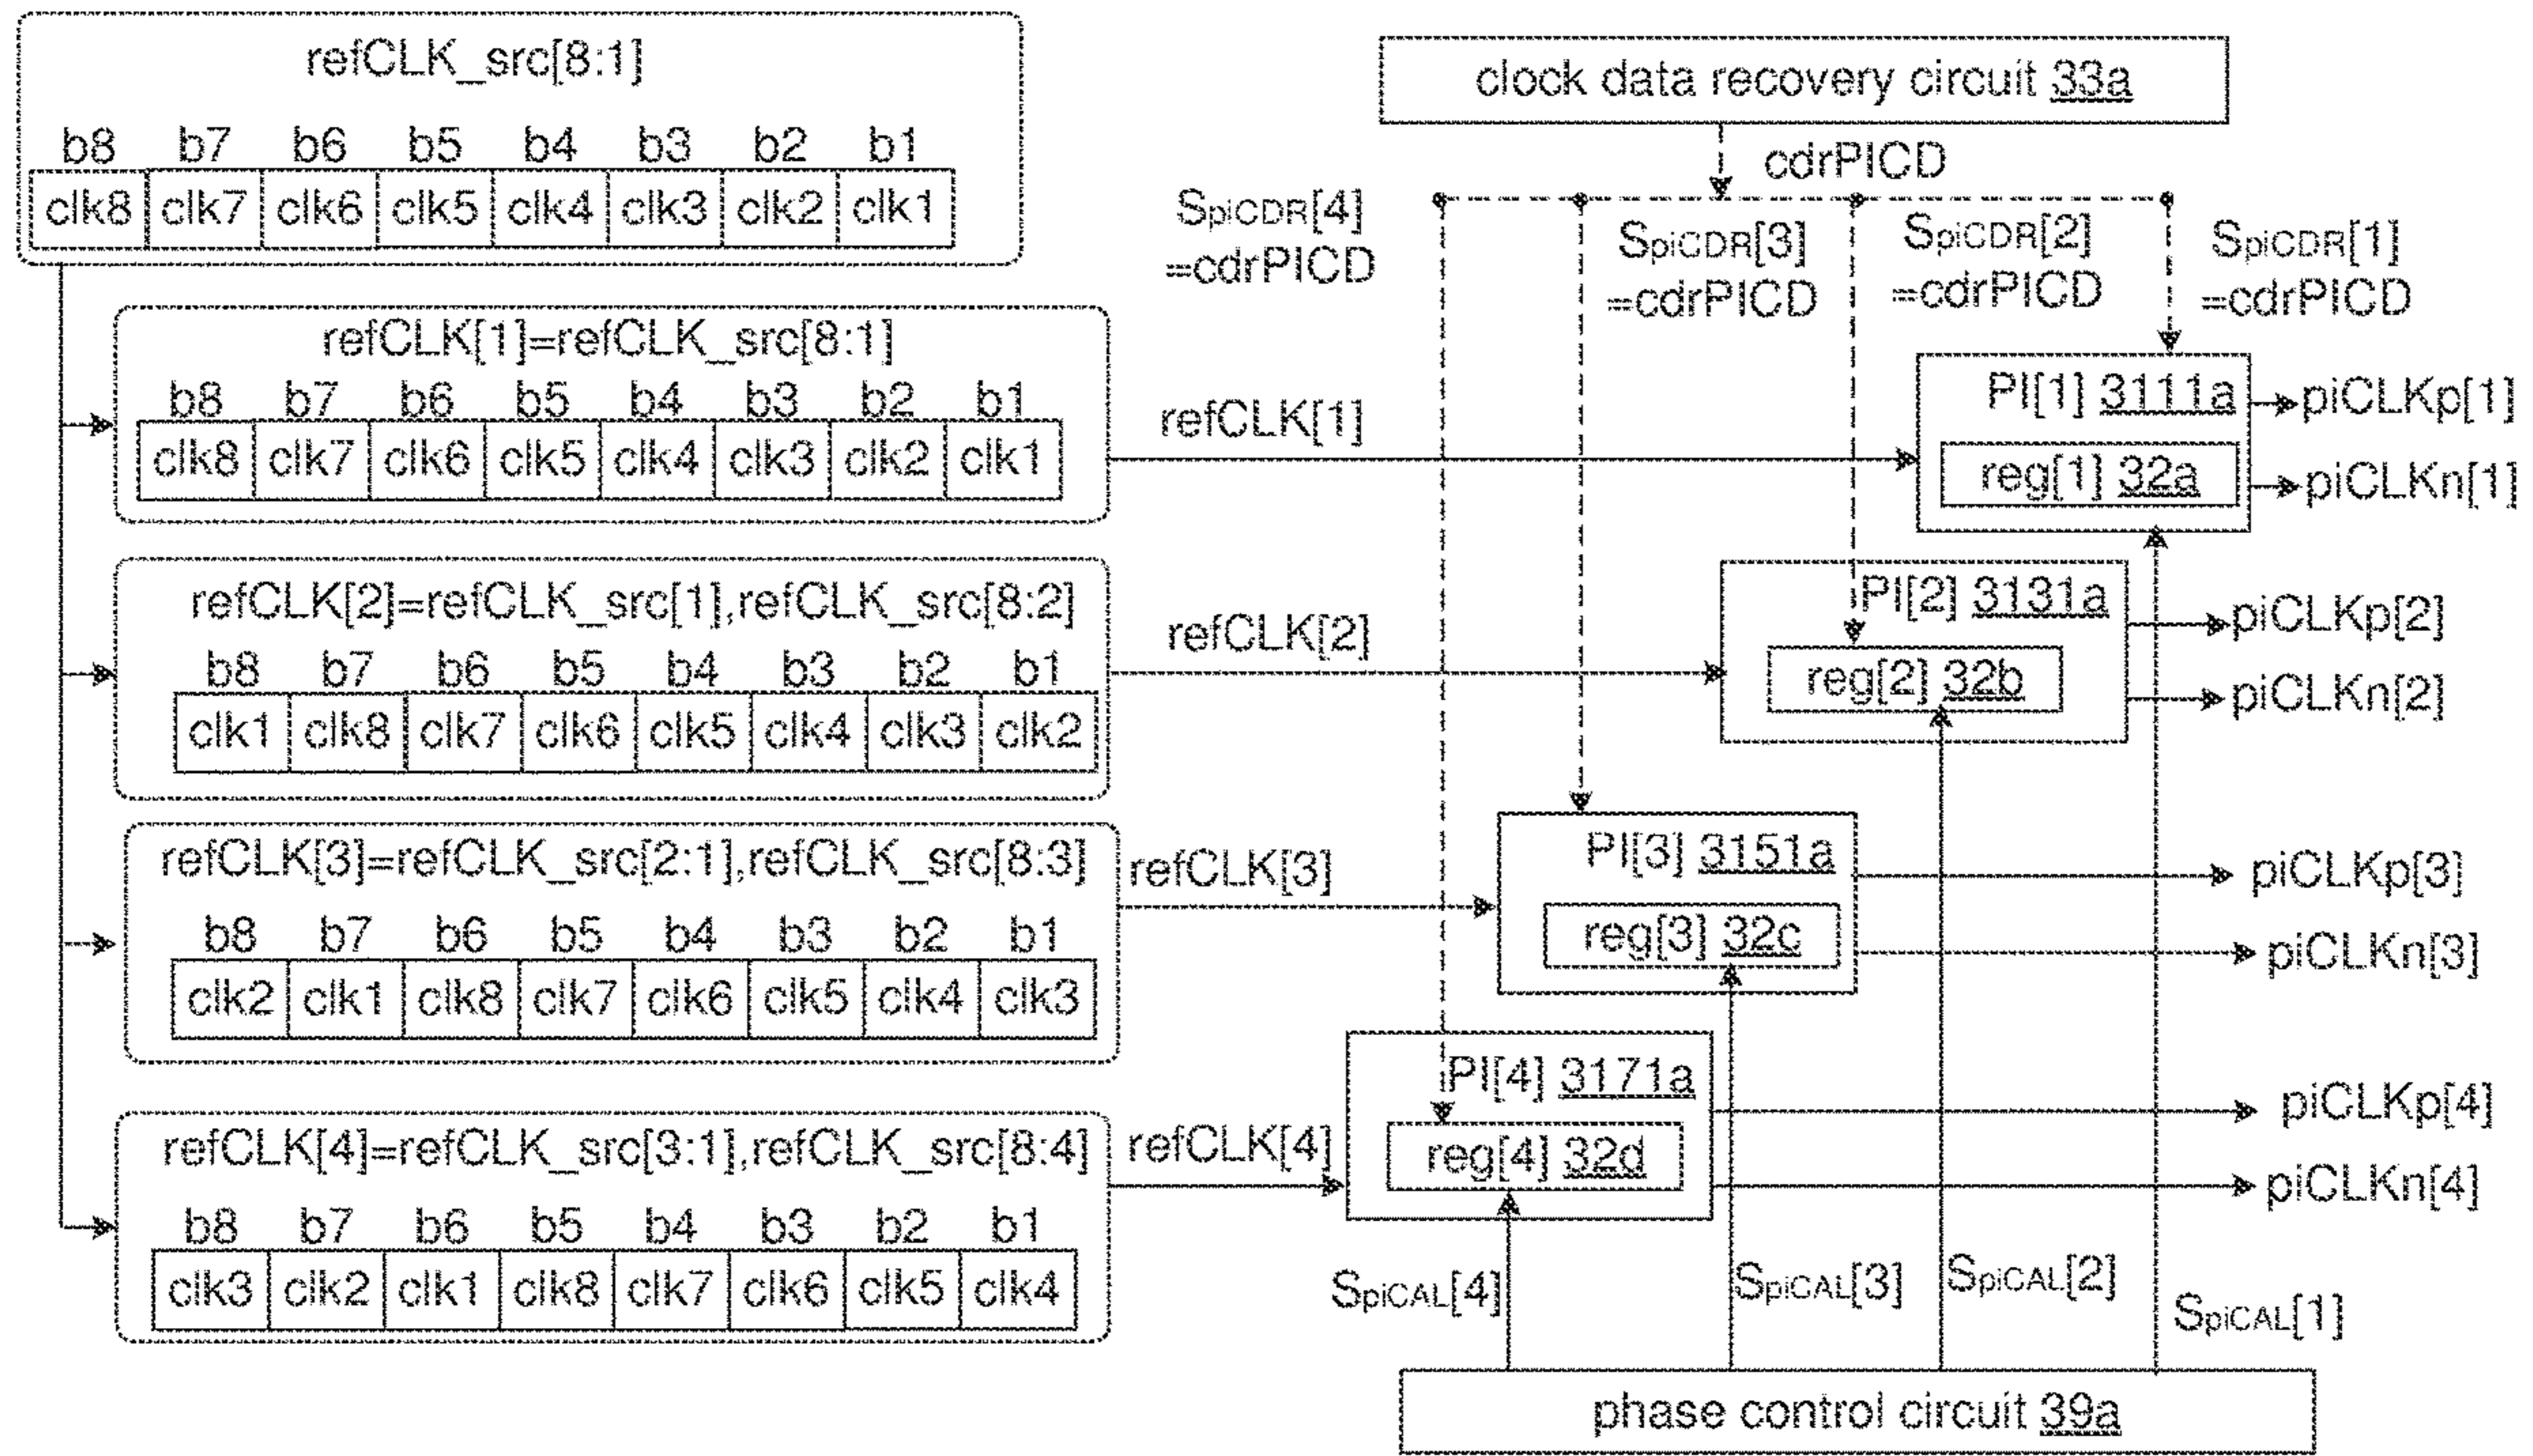 refCLK_src[8:1]
b8 b7 b6 b5 b4 b3 b2 b1
clk8 clk7 clk6 clk5 clk4 clk3 clk2 clk1
refCLK[1]=refCLK_src[8:1]
b8 b7 b6 b5 b4 b3 b2 b1
clk8 clk7 clk6 clk5 clk4 clk3 clk2 clk1
refCLK[2]=refCLK_src[1],refCLK_src[8:2]
b8 b7 b6 b5 b4 b3 b2 b1
clk1 clk8 clk7 clk6 clk5 clk4 clk3 clk2
refCLK[3]=refCLK_src[2:1],refCLK_src[8:3]
b8 b7 b6 b5 b4 b3 b2 b1
clk2 clk1 clk8 clk7 clk6 clk5 clk4 clk3
refCLK[4]=refCLK_src[3:1],refCLK_src[8:4]
b8 b7 b6 b5 b4 b3 b2 b1
clk3 clk2 clk1 clk8 clk7 clk6 clk5 clk4
clock data recovery circuit 33a
cdrPICD
SpiCDR[4]
=cdrPICD
SpiCDR[3]
=cdrPICD
SpiCDR[2]
=cdrPICD
SpiCDR[1]
=cdrPICD
refCLK[1]
PI[1] 3111a
reg[1] 32a
piCLKp[1]
piCLKn[1]
refCLK[2]
PI[2] 3131a
reg[2] 32b
piCLKp[2]
piCLKn[2]
refCLK[3]
PI[3] 3151a
reg[3] 32c
piCLKp[3]
piCLKn[3]
refCLK[4]
PI[4] 3171a
reg[4] 32d
piCLKp[4]
piCLKn[4]
SpiCAL[4]
SpiCAL[3]
SpiCAL[2]
SpiCAL[1]
phase control circuit 39a